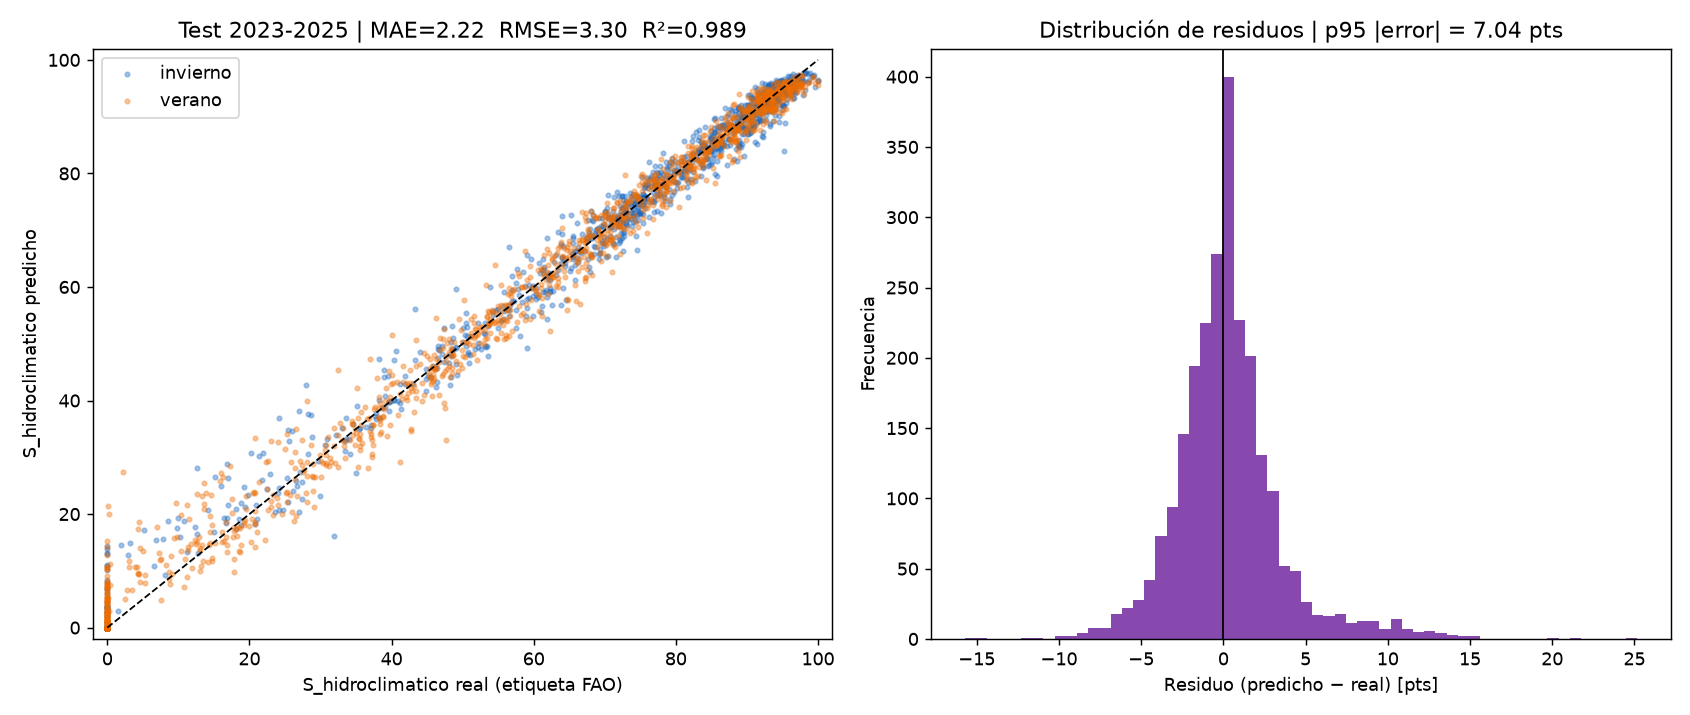 Test 2023-2025 | MAE=2.22 RMSE=3.30 R²=0.989
invierno
verano
100
80
60
40
20
0
S_hidroclimatico predicho
0 20 40 60 80 100
S_hidroclimatico real (etiqueta FAO)
Distribución de residuos | p95 |error| = 7.04 pts
400
350
300
250
200
150
100
50
0
Frecuencia
−15 −10 −5 0 5 10 15 20 25
Residuo (predicho − real) [pts]